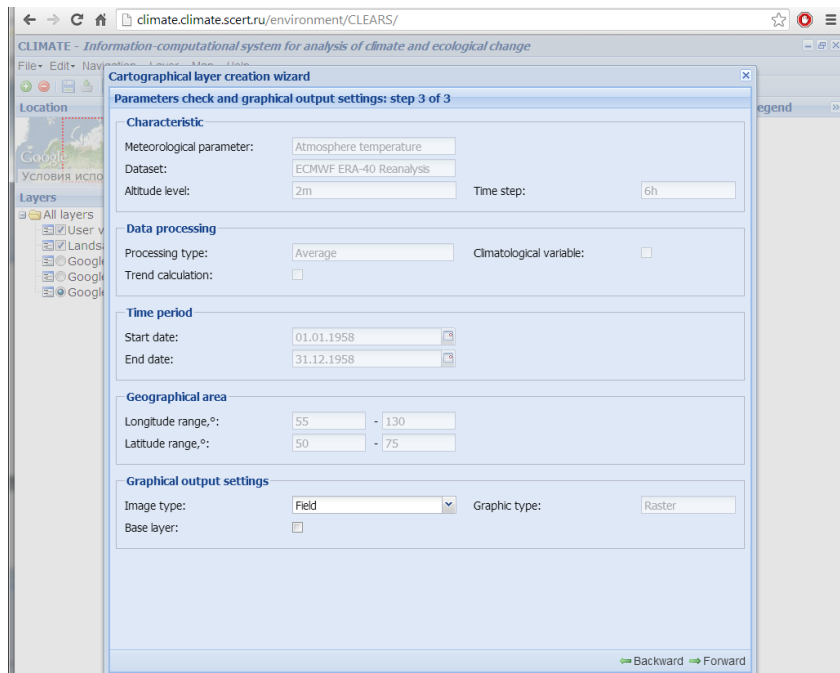 climate.climate.scert.ru/environment/CLEARS/
CLIMATE - Information-computational system for analysis of climate and ecological change
File Edit Navigation Layer Map Help
Cartographical layer creation wizard
Parameters check and graphical output settings: step 3 of 3
Location
egend
Google
Условия испо
Layers
All layers
User v
Landsa
Google
Google
Google
Characteristic
Meteorological parameter: Atmosphere temperature
Dataset: ECMWF ERA-40 Reanalysis
Altitude level: 2m Time step: 6h
Data processing
Processing type: Average Climatological variable:
Trend calculation:
Time period
Start date: 01.01.1958
End date: 31.12.1958
Geographical area
Longitude range,°: 55 - 130
Latitude range,°: 50 - 75
Graphical output settings
Image type: Field Graphic type: Raster
Base layer:
Backward Forward